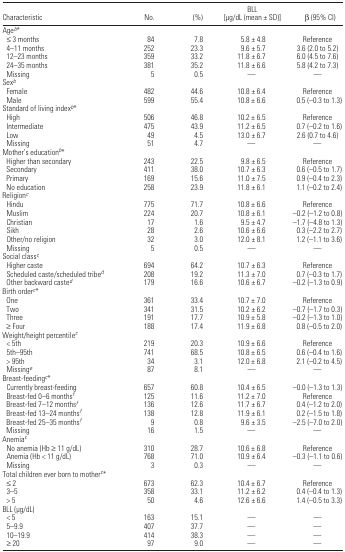 Characteristic No. (%) BLL [μg/dL (mean ± SD)] β (95% CI)
Age^b*
≤ 3 months 84 7.8 5.8 ± 4.8 Reference
4–11 months 252 23.3 9.6 ± 5.7 3.6 (2.0 to 5.2)
12–23 months 359 33.2 11.8 ± 6.7 6.0 (4.5 to 7.6)
24–35 months 381 35.2 11.8 ± 6.6 5.8 (4.2 to 7.3)
Missing 5 0.5 — —
Sex^b
Female 482 44.6 10.8 ± 6.4 Reference
Male 599 55.4 10.8 ± 6.6 0.5 (–0.3 to 1.3)
Standard of living index^b*
High 506 46.8 10.2 ± 6.5 Reference
Intermediate 475 43.9 11.2 ± 6.5 0.7 (–0.2 to 1.6)
Low 49 4.5 13.0 ± 6.7 2.6 (0.7 to 4.6)
Missing 51 4.7 — —
Mother's education^b*
Higher than secondary 243 22.5 9.8 ± 6.5 Reference
Secondary 411 38.0 10.7 ± 6.3 0.6 (–0.5 to 1.7)
Primary 169 15.6 11.0 ± 7.5 0.9 (–0.4 to 2.3)
No education 258 23.9 11.8 ± 6.1 1.1 (–0.2 to 2.4)
Religion^c
Hindu 775 71.7 10.8 ± 6.6 Reference
Muslim 224 20.7 10.8 ± 6.1 –0.2 (–1.2 to 0.8)
Christian 17 1.6 9.5 ± 4.7 –1.7 (–4.8 to 1.3)
Sikh 28 2.6 10.6 ± 6.6 0.3 (–2.2 to 2.7)
Other/no religion 32 3.0 12.0 ± 8.1 1.2 (–1.1 to 3.6)
Missing 5 0.5 — —
Social class^c
Higher caste 694 64.2 10.7 ± 6.3 Reference
Scheduled caste/scheduled tribe^d 208 19.2 11.3 ± 7.0 0.7 (–0.3 to 1.7)
Other backward caste^d 179 16.6 10.6 ± 6.7 –0.2 (–1.3 to 0.9)
Birth order^c*
One 361 33.4 10.7 ± 7.0 Reference
Two 341 31.5 10.2 ± 6.2 –0.7 (–1.7 to 0.3)
Three 191 17.7 10.9 ± 5.8 –0.2 (–1.3 to 1.0)
≥ Four 188 17.4 11.9 ± 6.8 0.8 (–0.5 to 2.0)
Weight/height percentile^c
< 5th 219 20.3 10.9 ± 6.6 Reference
5th–95th 741 68.5 10.8 ± 6.5 0.6 (–0.4 to 1.6)
> 95th 34 3.1 12.0 ± 6.8 2.1 (–0.2 to 4.5)
Missing^e 87 8.1 — —
Breast-feeding^c*
Currently breast-feeding 657 60.8 10.4 ± 6.5 –0.0 (–1.3 to 1.3)
Breast-fed 0–6 months^f 125 11.6 11.2 ± 7.0 Reference
Breast-fed 7–12 months^f 136 12.6 11.7 ± 6.7 0.4 (–1.2 to 2.0)
Breast-fed 13–24 months^f 138 12.8 11.9 ± 6.1 0.2 (–1.5 to 1.8)
Breast-fed 25–35 months^f 9 0.8 9.6 ± 3.5 –2.5 (–7.0 to 2.0)
Missing 16 1.5 — —
Anemia^c
No anemia (Hb ≥ 11 g/dL) 310 28.7 10.6 ± 6.8 Reference
Anemia (Hb < 11 g/dL) 768 71.0 10.9 ± 6.4 –0.3 (–1.1 to 0.6)
Missing 3 0.3 — —
Total children ever born to mother^c*
≤ 2 673 62.3 10.4 ± 6.7 Reference
3–5 358 33.1 11.2 ± 6.2 0.4 (–0.4 to 1.3)
> 5 50 4.6 12.6 ± 6.6 1.4 (–0.5 to 3.3)
BLL (μg/dL)
< 5 163 15.1 — —
5–9.9 407 37.7 — —
10–19.9 414 38.3 — —
≥ 20 97 9.0 — —